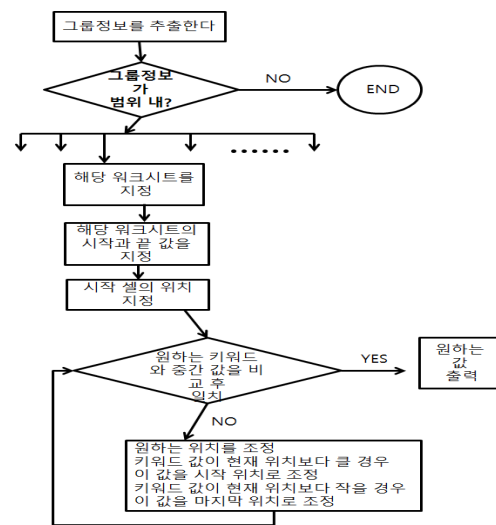 그룹정보를 추출한다
그룹정보
가
범위 내?
NO
END
......
해당 워크시트를
지정
해당 워크시트의
시작과 끝 값을
지정
시작 셀의 위치
지정
원하는 키워드
와 중간 값을 비
교 후
일치
YES
원하는
값
출력
NO
원하는 위치를 조정
키워드 값이 현재 위치보다 클 경우
이 값을 시작 위치로 조정
키워드 값이 현재 위치보다 작을 경우
이 값을 마지막 위치로 조정